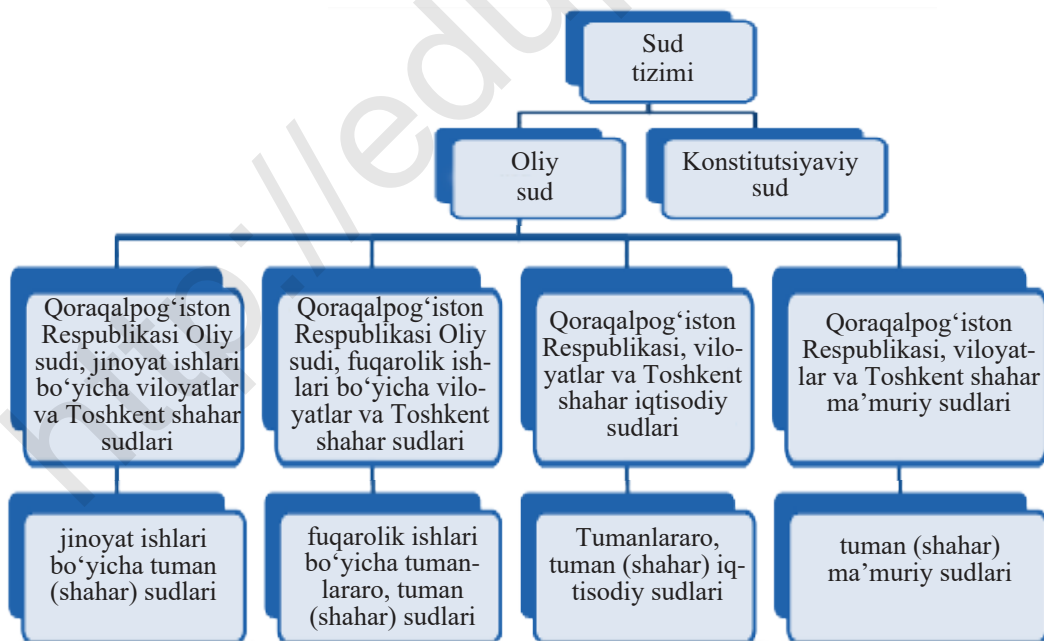 Sud
tizimi
Oliy
sud
Konstitutsiyaviy
sud
Qoraqalpog‘iston
Respublikasi Oliy
sudi, jinoyat ishlari
bo‘yicha viloyatlar
va Toshkent shahar
sudlari
Qoraqalpog‘iston
Respublikasi Oliy
sudi, fuqarolik ish-
lari bo‘yicha vilo-
yatlar va Toshkent
shahar sudlari
Qoraqalpog‘iston
Respublikasi, vilo-
yatlar va Toshkent
shahar iqtisodiy
sudlari
Qoraqalpog‘iston
Respublikasi, viloyat-
lar va Toshkent shahar
ma’muriy sudlari
jinoyat ishlari
bo‘yicha tuman
(shahar) sudlari
fuqarolik ishlari
bo‘yicha tuman-
lararo, tuman
(shahar) sudlari
Tumanlararo,
tuman (shahar) iq-
tisodiy sudlari
tuman (shahar)
ma’muriy sudlari
http://edu